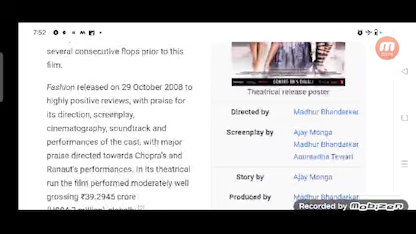 7:52
several consecutive flops prior to this
film.
Fashion released on 29 October 2008 to
highly positive reviews, with praise for
its direction, screenplay,
cinematography, soundtrack and
performances of the cast, with major
praise directed towards Chopra's and
Ranaut's performances. In its theatrical
run the film performed moderately well
grossing ₹39.2945 crore
Theatrical release poster
Directed by Madhur Bhandarkar
Screenplay by Ajay Monga
Madhur Bhandarkar
Anuradha Tewari
Story by Ajay Monga
Produced by Madhur Bhandarkar
Recorded by Mobizen